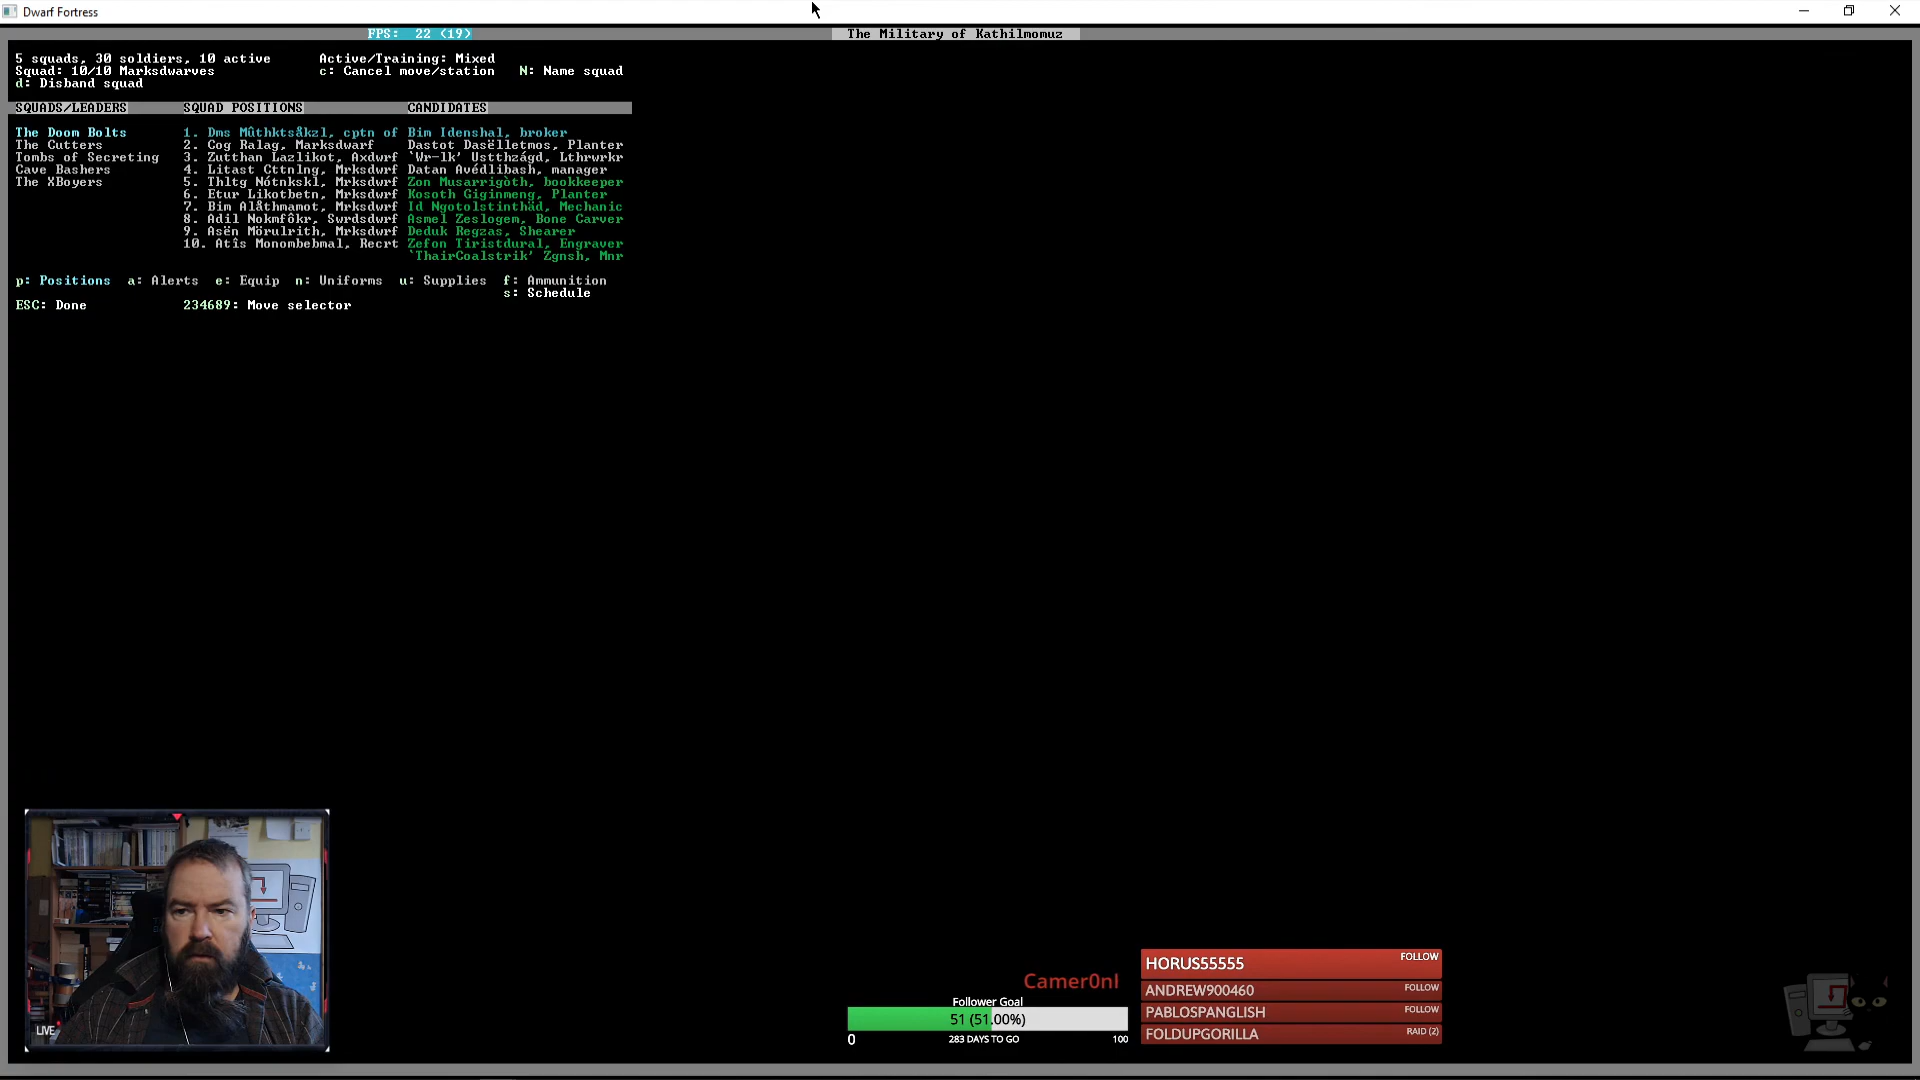 Dwarf Fortress
FPS: 22 (19)
The Military of Kathilmomuz
5 squads, 30 soldiers, 10 active Active/Training: Mixed
Squad: 10/10 Marksdwarves c: Cancel move/station N: Name squad
d: Disband squad
SQUADS/LEADERS SQUAD POSITIONS CANDIDATES
The Doom Bolts 1. Dms Mûthktsåkzl, cptn of Bim Idenshal, broker
The Cutters 2. Cog Ralag, Marksdwarf Dastot Dasëlletmos, Planter
Tombs of Secreting 3. Zutthan Lazlikot, Axdwrf `Wr-lk' Ustthzágd, Lthrwrkr
Cave Bashers 4. Litast Cttnlng, Mrksdwrf Datan Avédlibash, manager
The XBoyers 5. Thltg Nótnkskl, Mrksdwrf Zon Musarrigòth, bookkeeper
6. Etur Likotbetn, Mrksdwrf Kosoth Giginmeng, Planter
7. Bim Alåthmamot, Mrksdwrf Id Ngotolstinthäd, Mechanic
8. Adil Nokmfôkr, Swrdsdwrf Asmel Zeslogem, Bone Carver
9. Asën Mörulrith, Mrksdwrf Deduk Regzas, Shearer
10. Atîs Monombebmal, Recrt Zefon Tiristdural, Engraver
`ThairCoalstrik' Zgnsh, Mnr
p: Positions a: Alerts e: Equip n: Uniforms u: Supplies f: Ammunition
s: Schedule
ESC: Done 234689: Move selector
LIVE
Camer0nI
Follower Goal
51 (51.00%)
0 283 DAYS TO GO 100
HORUS55555 FOLLOW
ANDREW900460 FOLLOW
PABLOSPANGLISH FOLLOW
FOLDUPGORILLA RAID (2)